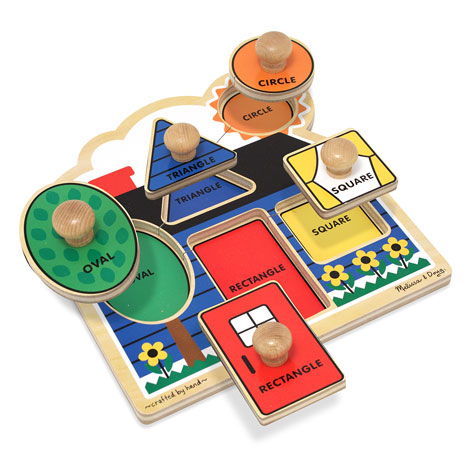 CIRCLE
CIRCLE
TRIANGLE
TRIANGLE
SQUARE
SQUARE
OVAL
OVAL
RECTANGLE
RECTANGLE
Melissa & Doug
~crafted by hand~